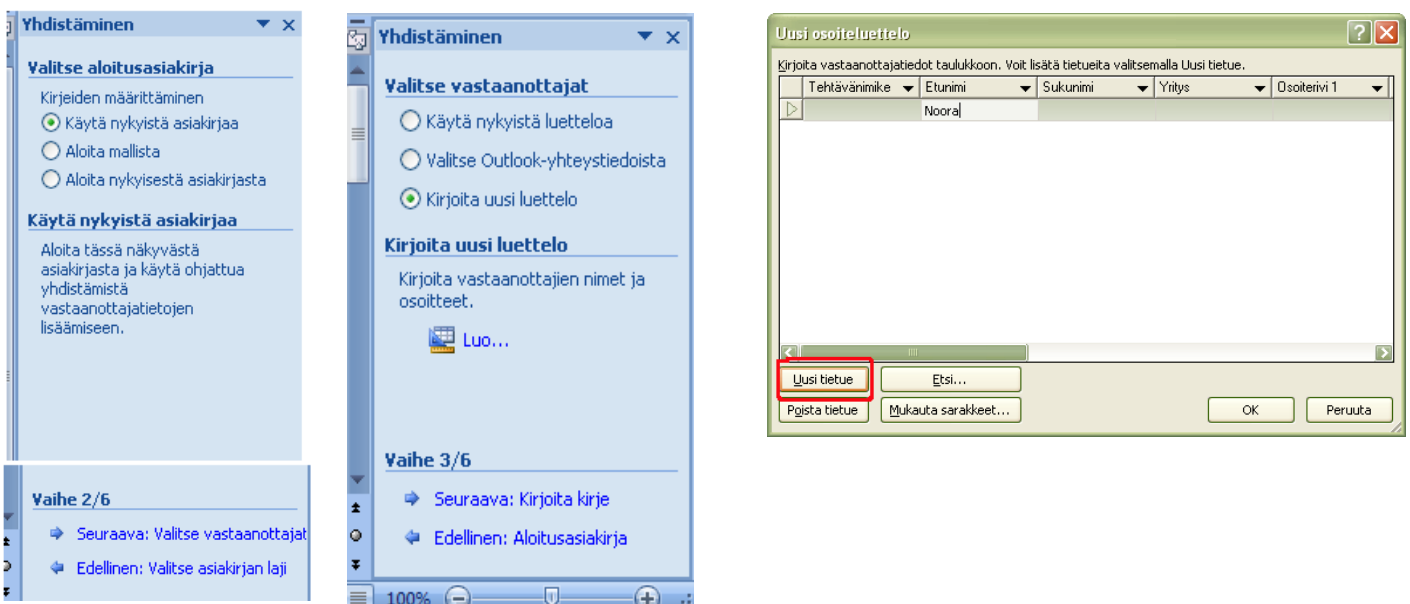 Yhdistäminen
Valitse aloitusasiakirja
Kirjeiden määrittäminen
Käytä nykyistä asiakirjaa
Aloita mallista
Aloita nykyisestä asiakirjasta
Käytä nykyistä asiakirjaa
Aloita tässä näkyvästä
asiakirjasta ja käytä ohjattua
yhdistämistä
vastaanottajatietojen
lisäämiseen.
Vaihe 2/6
Seuraava: Valitse vastaanottajat
Edellinen: Valitse asiakirjan laji
Yhdistäminen
Valitse vastaanottajat
Käytä nykyistä luetteloa
Valitse Outlook-yhteystiedoista
Kirjoita uusi luettelo
Kirjoita uusi luettelo
Kirjoita vastaanottajien nimet ja
osoitteet.
Luo...
Vaihe 3/6
Seuraava: Kirjoita kirje
Edellinen: Aloitusasiakirja
100%
Uusi osoiteluettelo
Kirjoita vastaanottajatiedot taulukkoon. Voit lisätä tietueita valitsemalla Uusi tietue.
Tehtävänimike Etunimi Sukunimi Yritys Osoiterivi 1
Noora
Uusi tietue Etsi...
Poista tietue Mukauta sarakkeet... OK Peruuta